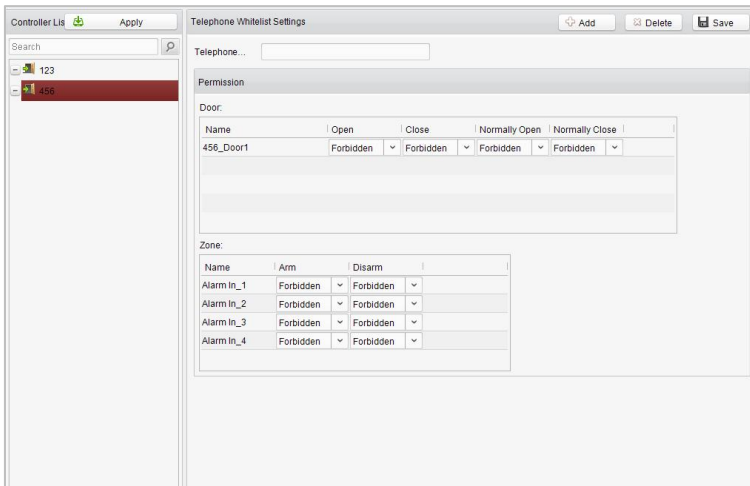 Controller Lis Apply
Telephone Whitelist Settings Add Delete Save
Search
Telephone...
123
456
Permission
Door:
Name Open Close Normally Open Normally Close
456_Door1 Forbidden Forbidden Forbidden Forbidden
Zone:
Name Arm Disarm
Alarm In_1 Forbidden Forbidden
Alarm In_2 Forbidden Forbidden
Alarm In_3 Forbidden Forbidden
Alarm In_4 Forbidden Forbidden